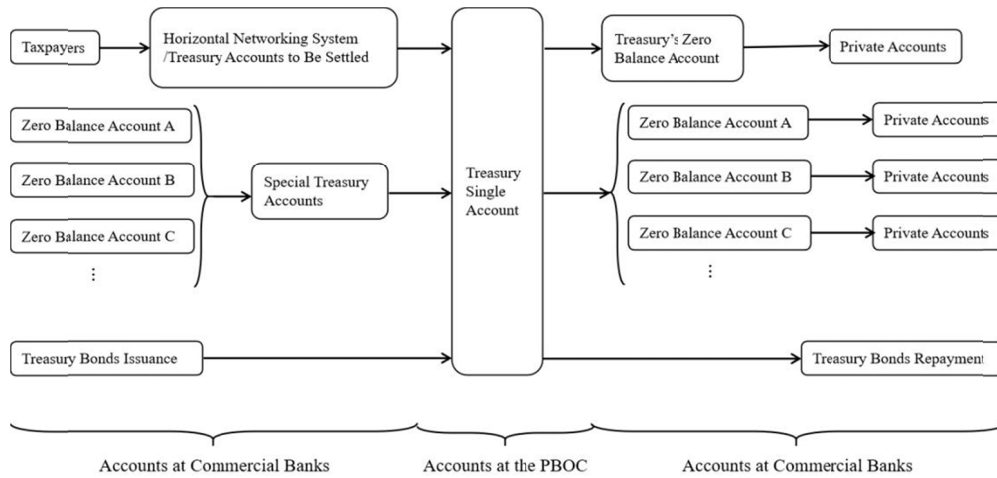 Taxpayers
Horizontal Networking System
/Treasury Accounts to Be Settled
Treasury's Zero
Balance Account
Private Accounts
Zero Balance Account A
Zero Balance Account B
Zero Balance Account C
⋮
Special Treasury
Accounts
Treasury
Single
Account
Zero Balance Account A
Private Accounts
Zero Balance Account B
Private Accounts
Zero Balance Account C
Private Accounts
⋮
Treasury Bonds Issuance
Treasury Bonds Repayment
Accounts at Commercial Banks
Accounts at the PBOC
Accounts at Commercial Banks